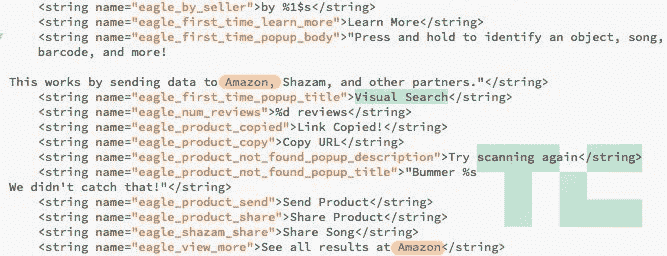 <string name="eagle_by_seller">by %1$s</string>
<string name="eagle_first_time_learn_more">Learn More</string>
<string name="eagle_first_time_popup_body">"Press and hold to identify an object, song,
barcode, and more!
This works by sending data to Amazon, Shazam, and other partners."</string>
<string name="eagle_first_time_popup_title">Visual Search</string>
<string name="eagle_num_reviews">%d reviews</string>
<string name="eagle_product_copied">Link Copied!</string>
<string name="eagle_product_copy">Copy URL</string>
<string name="eagle_product_not_found_popup_description">Try scanning again</string>
<string name="eagle_product_not_found_popup_title">"Bummer %s
We didn't catch that!"</string>
<string name="eagle_product_send">Send Product</string>
<string name="eagle_product_share">Share Product</string>
<string name="eagle_shazam_share">Share Song</string>
<string name="eagle_view_more">See all results at Amazon</string>
TC